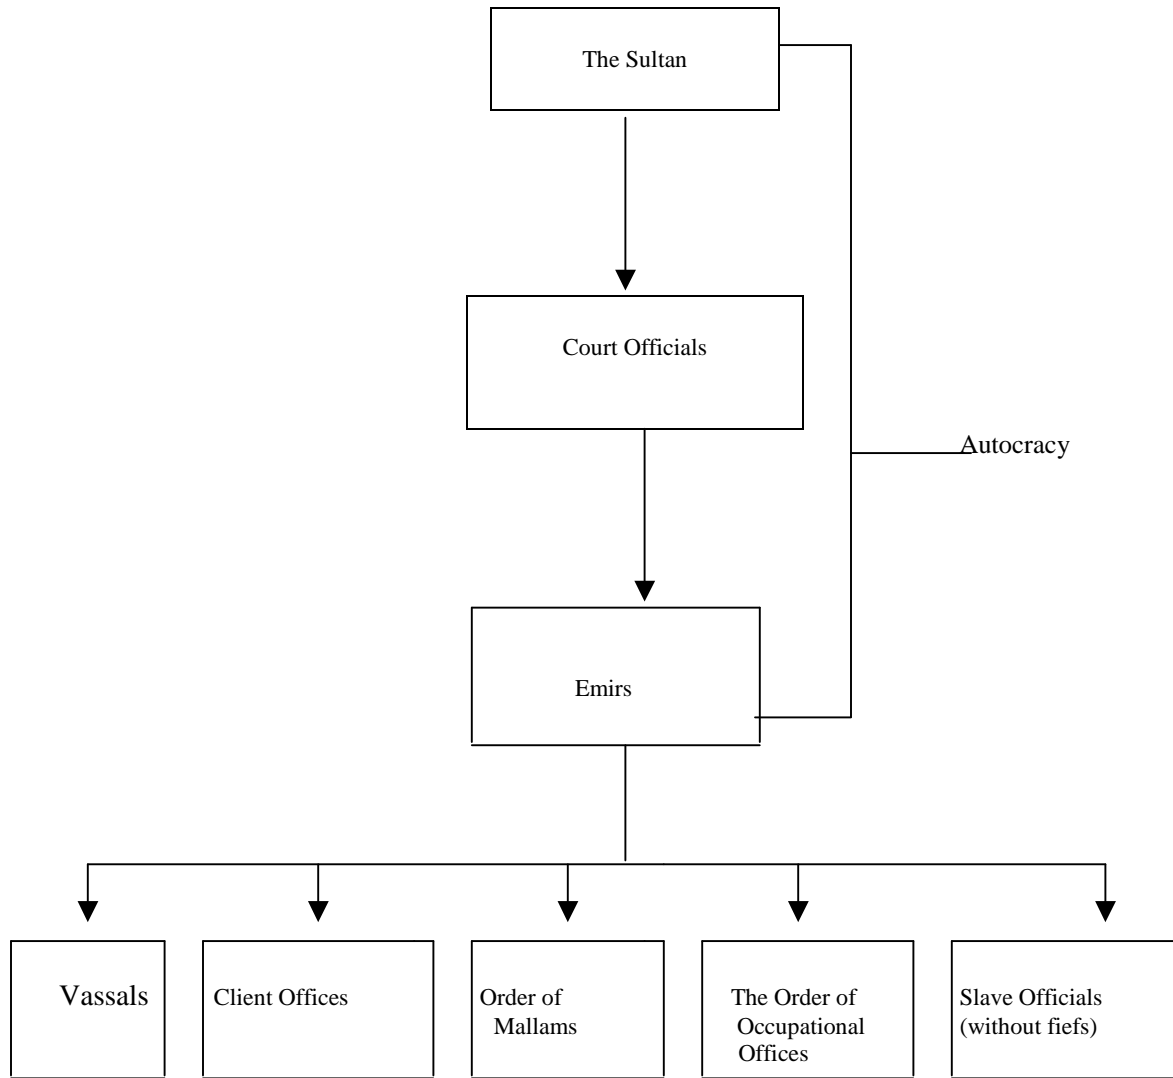 The Sultan
Court Officials
Autocracy
Emirs
Vassals
Client Offices
Order of
Mallams
The Order of
Occupational
Offices
Slave Officials
(without fiefs)